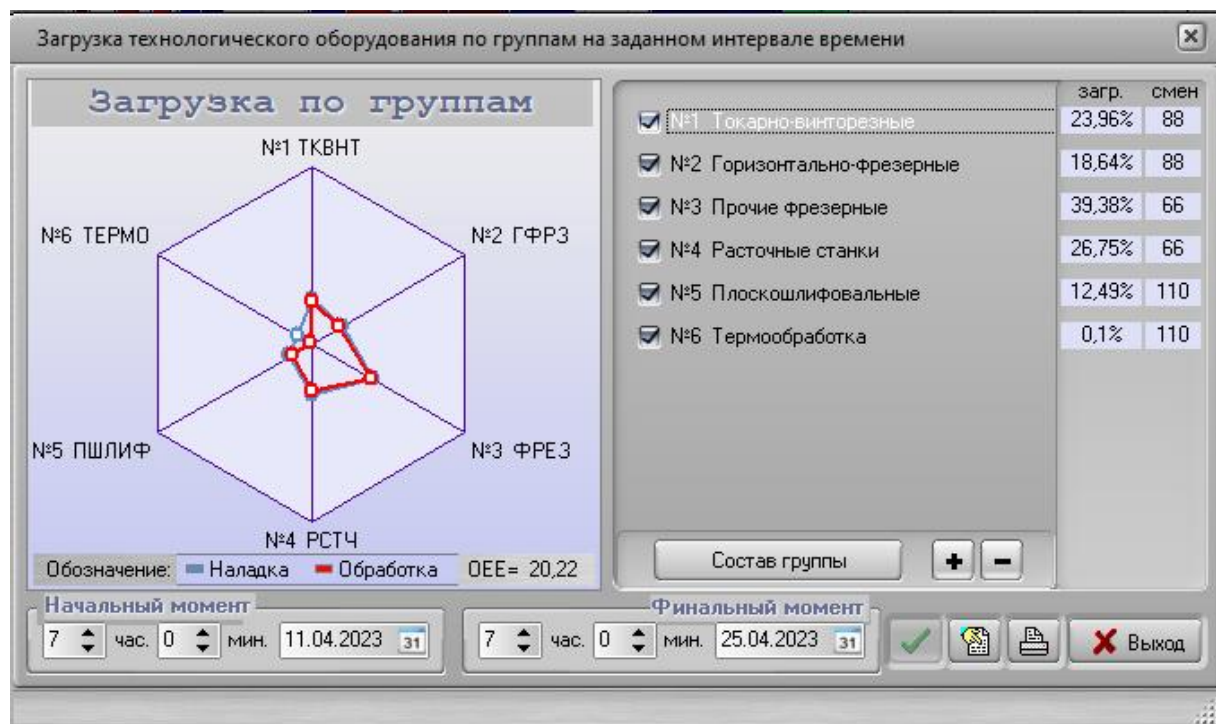 Загрузка технологического оборудования по группам на заданном интервале времени
Загрузка по группам
№1 ТКВНТ
№6 ТЕРМО
№2 ГФРЗ
№5 ПШЛИФ
№3 ФРЕЗ
№4 РСТЧ
Обозначение: Наладка Обработка OEE= 20,22
загр. смен
№1 Токарно-винторезные 23,96% 88
№2 Горизонтально-фрезерные 18,64% 88
№3 Прочие фрезерные 39,38% 66
№4 Расточные станки 26,75% 66
№5 Плоскошлифовальные 12,49% 110
№6 Термообработка 0,1% 110
Состав группы + -
Начальный момент
7 час. 0 мин. 11.04.2023 31
Финальный момент
7 час. 0 мин. 25.04.2023 31
Выход